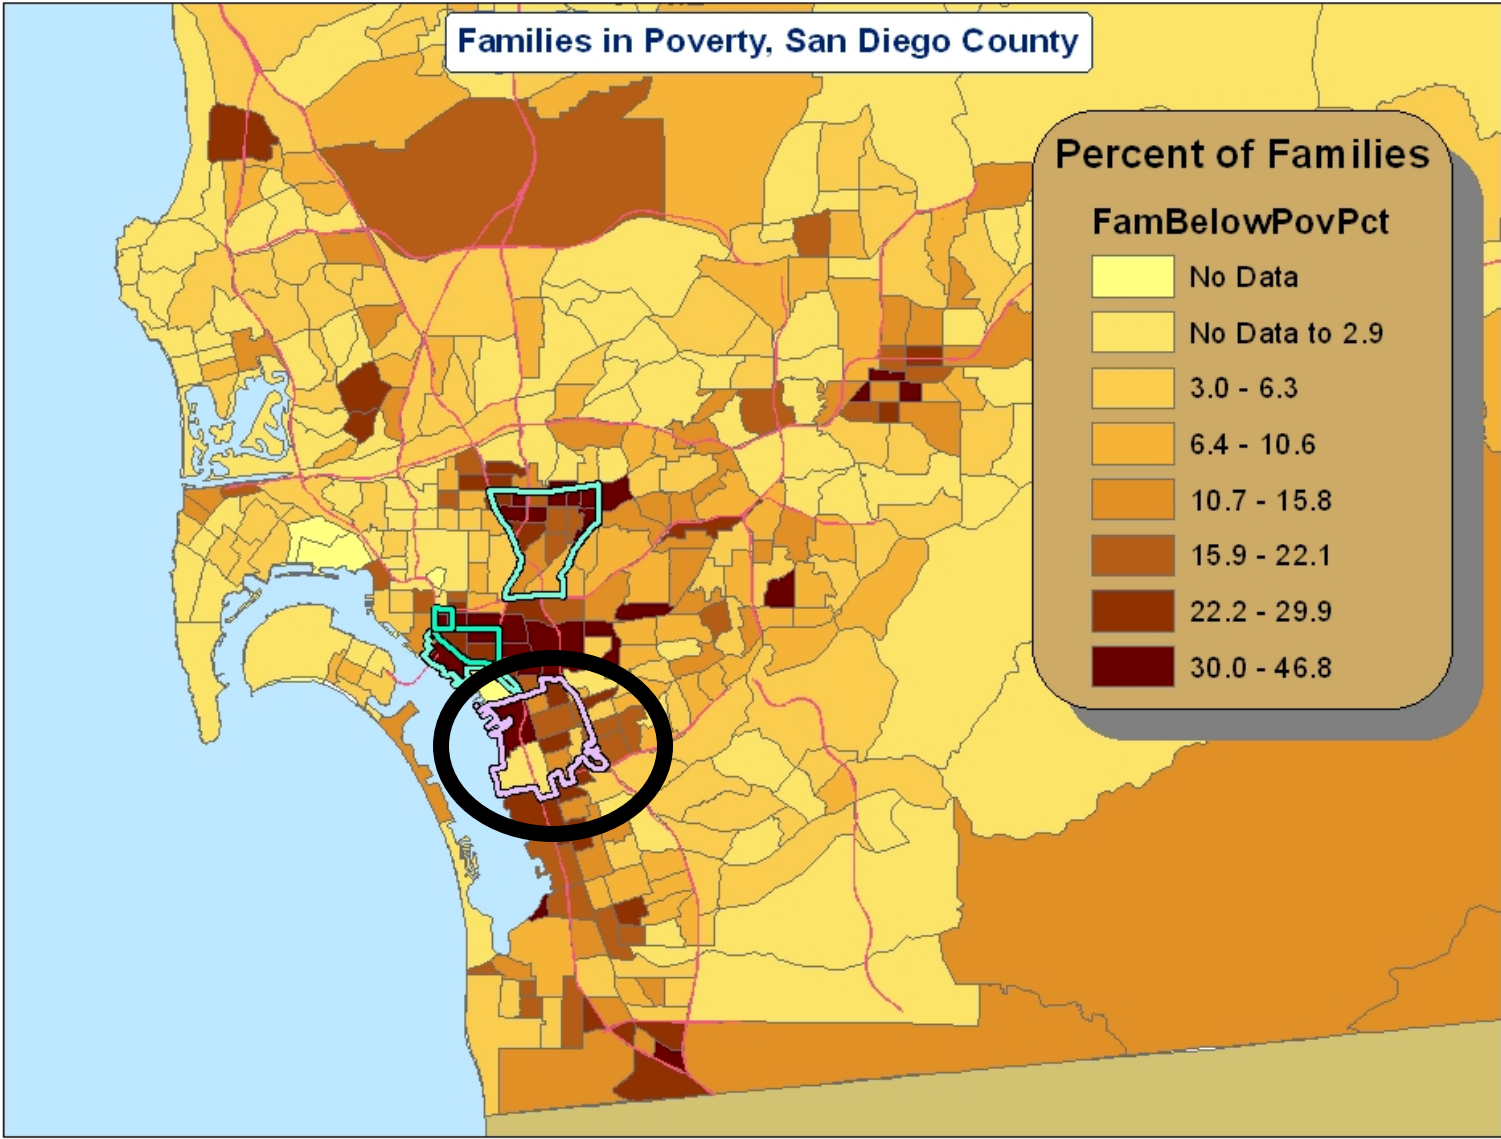 Families in Poverty, San Diego County
Percent of Families
FamBelowPovPct
No Data
No Data to 2.9
3.0 - 6.3
6.4 - 10.6
10.7 - 15.8
15.9 - 22.1
22.2 - 29.9
30.0 - 46.8